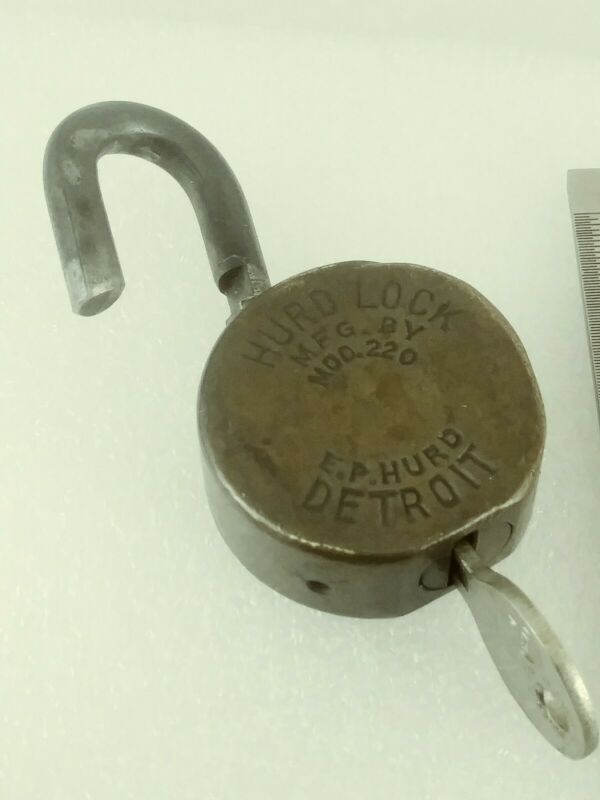 HURD LOCK
MFG. BY
MOD. 220
E.P. HURD
DETROIT